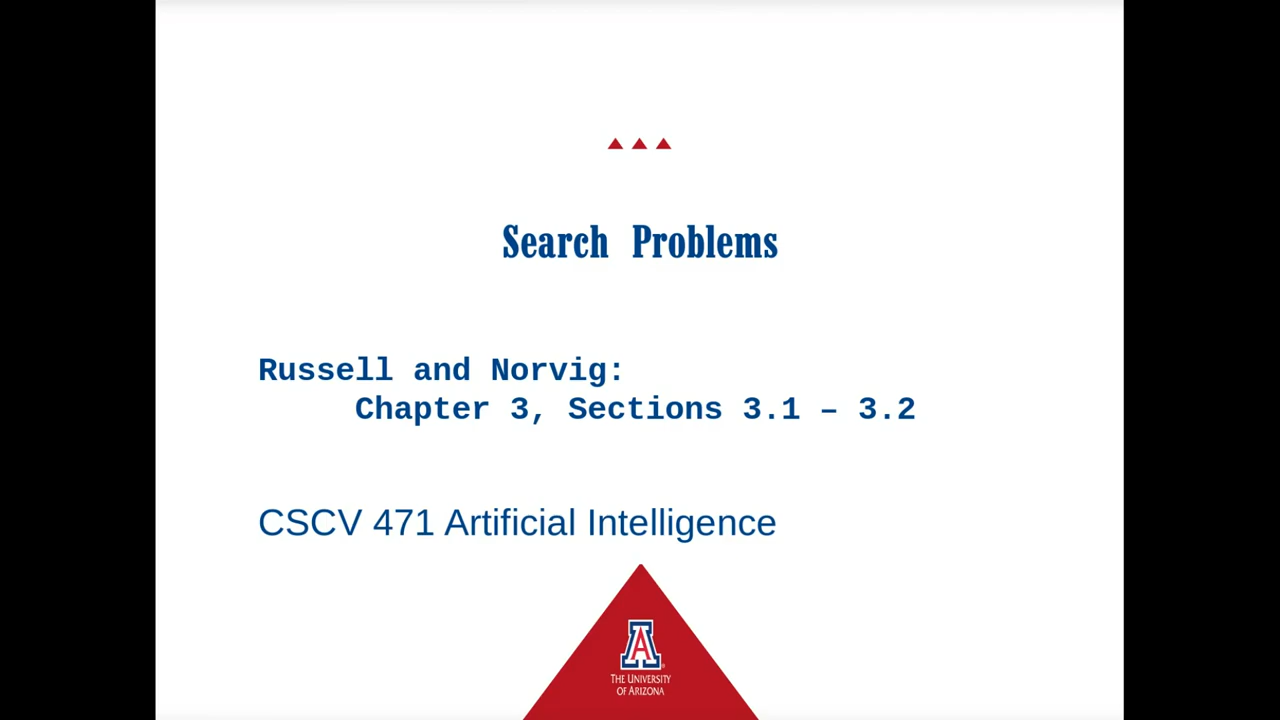 Search Problems
Russell and Norvig:
Chapter 3, Sections 3.1 – 3.2
CSCV 471 Artificial Intelligence
A
THE UNIVERSITY
OF ARIZONA